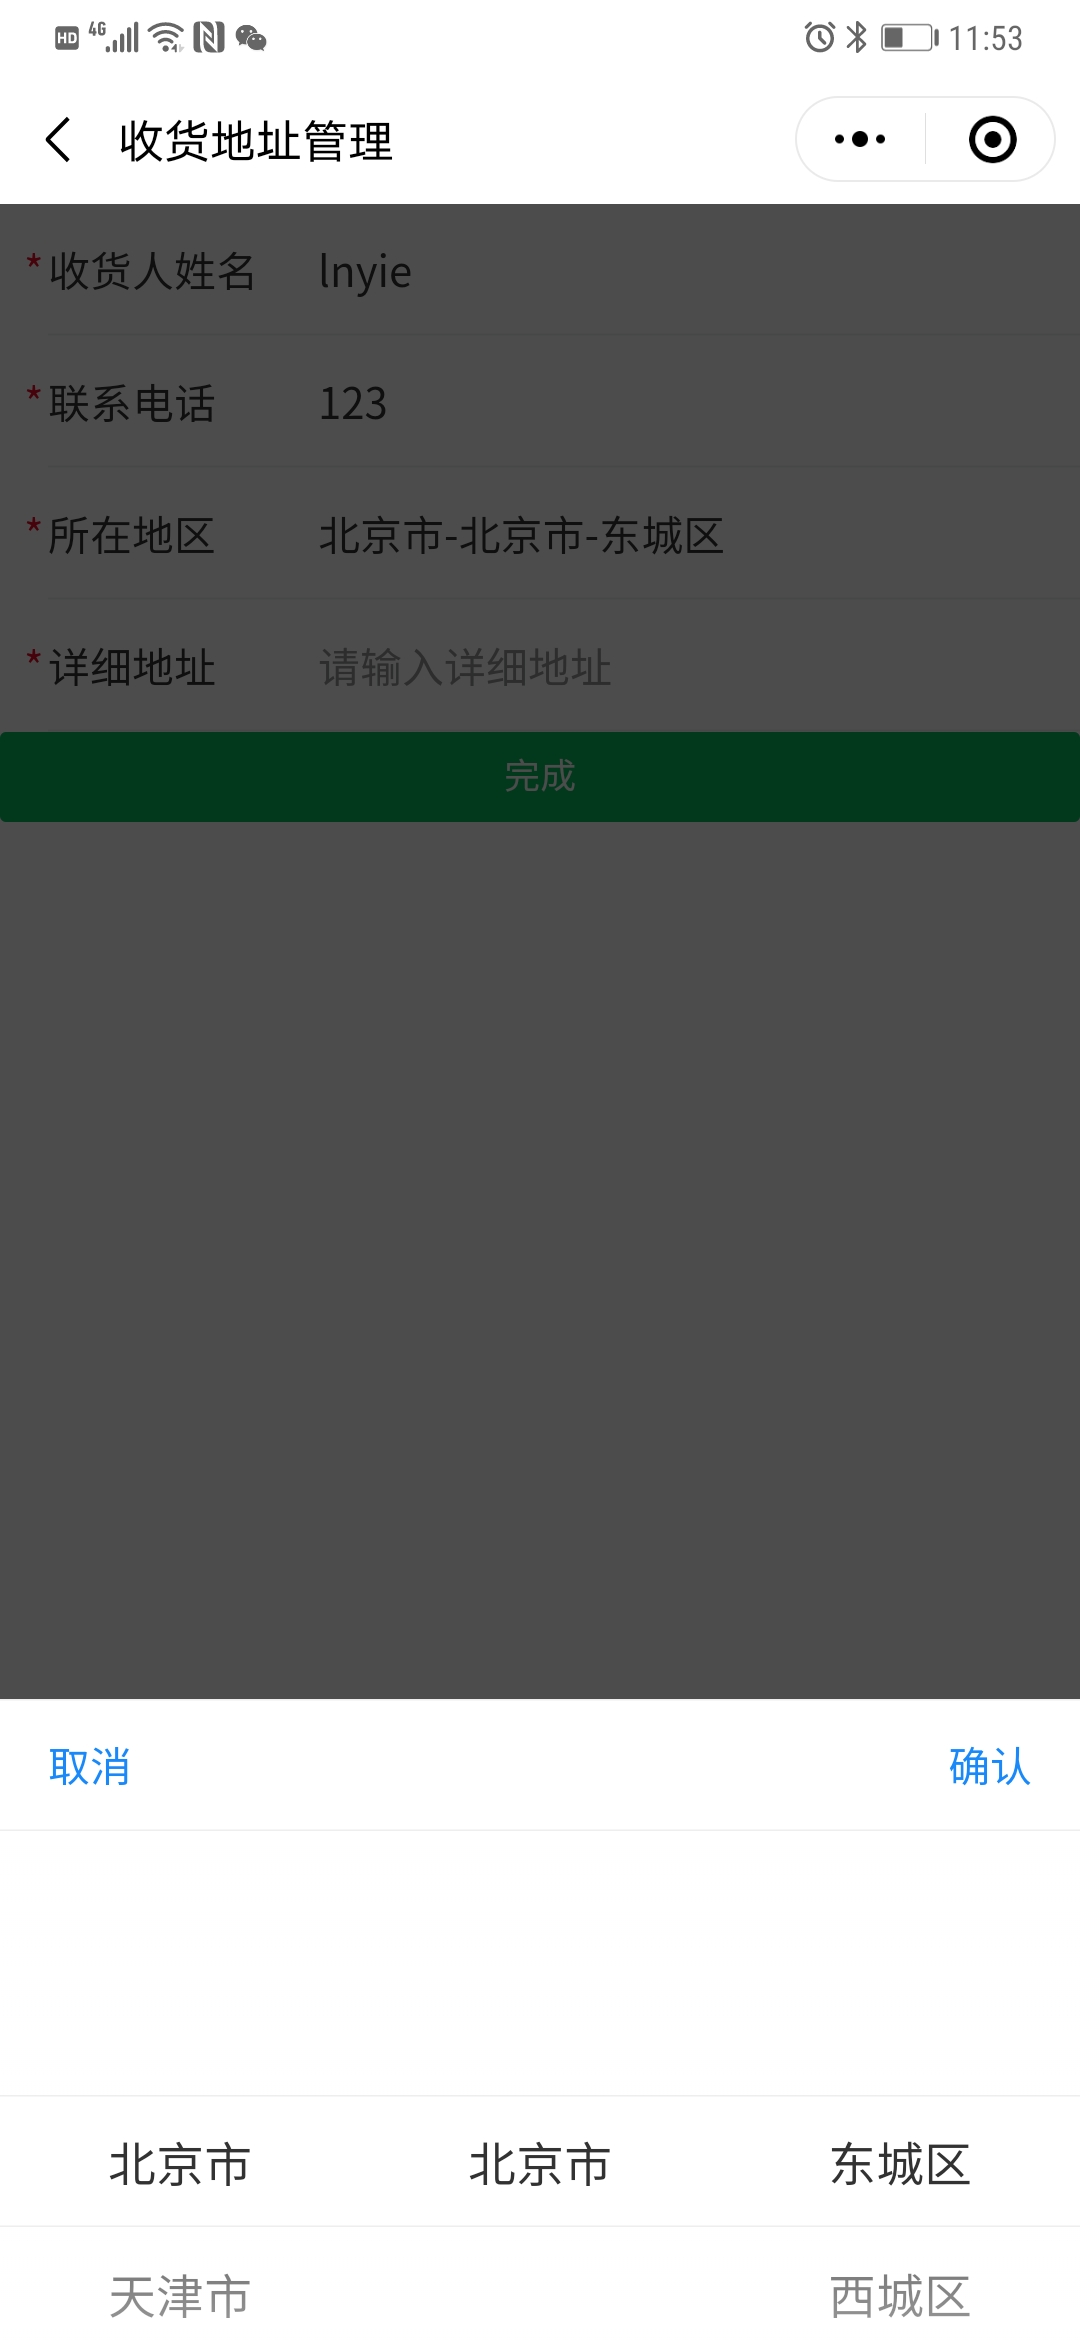 HD 4G 11:53
收货地址管理
*收货人姓名 lnyie
*联系电话 123
*所在地区 北京市-北京市-东城区
*详细地址 请输入详细地址
完成
取消 确认
北京市 北京市 东城区
天津市 西城区